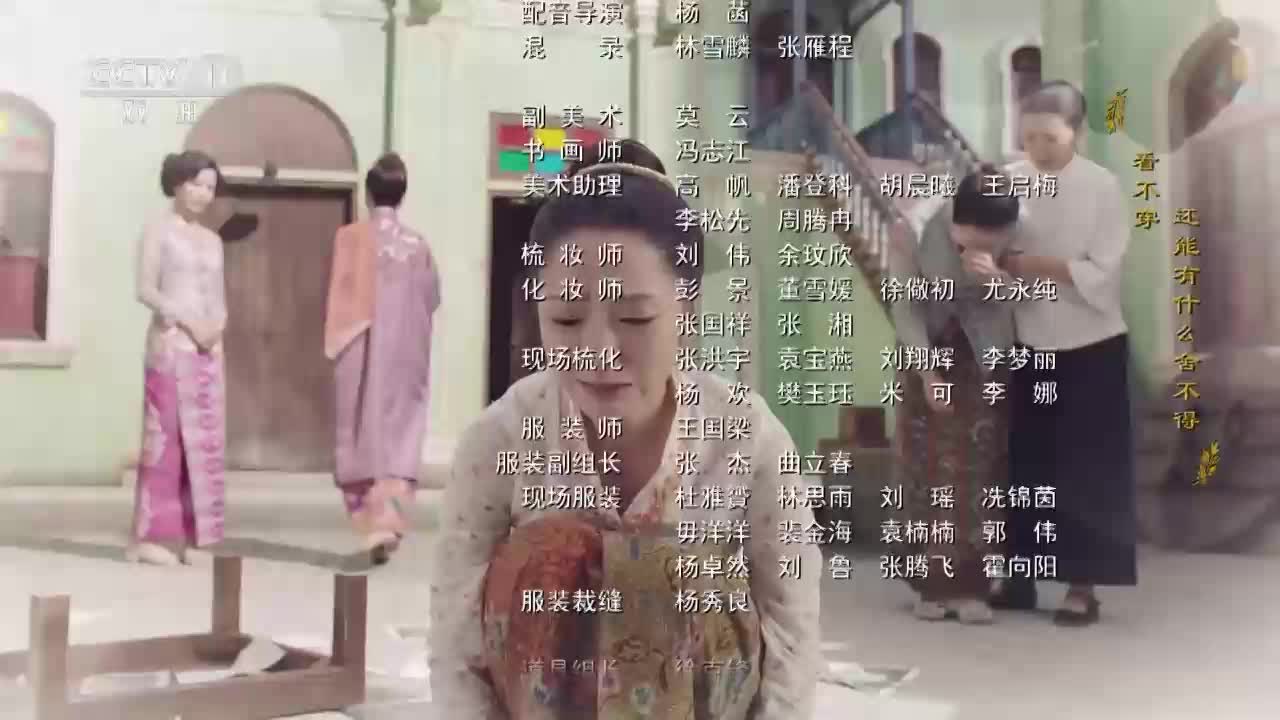 配音导演 杨 菡
混 录 林雪麟 张雁程
副 美 术 莫 云
书 画 师 冯志江
美术助理 高 帆 潘登科 胡晨曦 王启梅
李松先 周腾冉
梳 妆 师 刘 伟 余玟欣
化 妆 师 彭 景 董雪媛 徐儆初 尤永纯
张国祥 张 湘
现场梳化 张洪宇 袁宝燕 刘翔辉 李梦丽
杨 欢 樊玉珏 米 可 李 娜
服 装 师 王国梁
服装副组长 张 杰 曲立春
现场服装 杜雅赟 林思雨 刘 瑶 冼锦茵
毋洋洋 裴金海 袁楠楠 郭 伟
杨卓然 刘 鲁 张腾飞 霍向阳
服装裁缝 杨秀良
道具组长
CCTV
看不穿
还能有什么舍不得